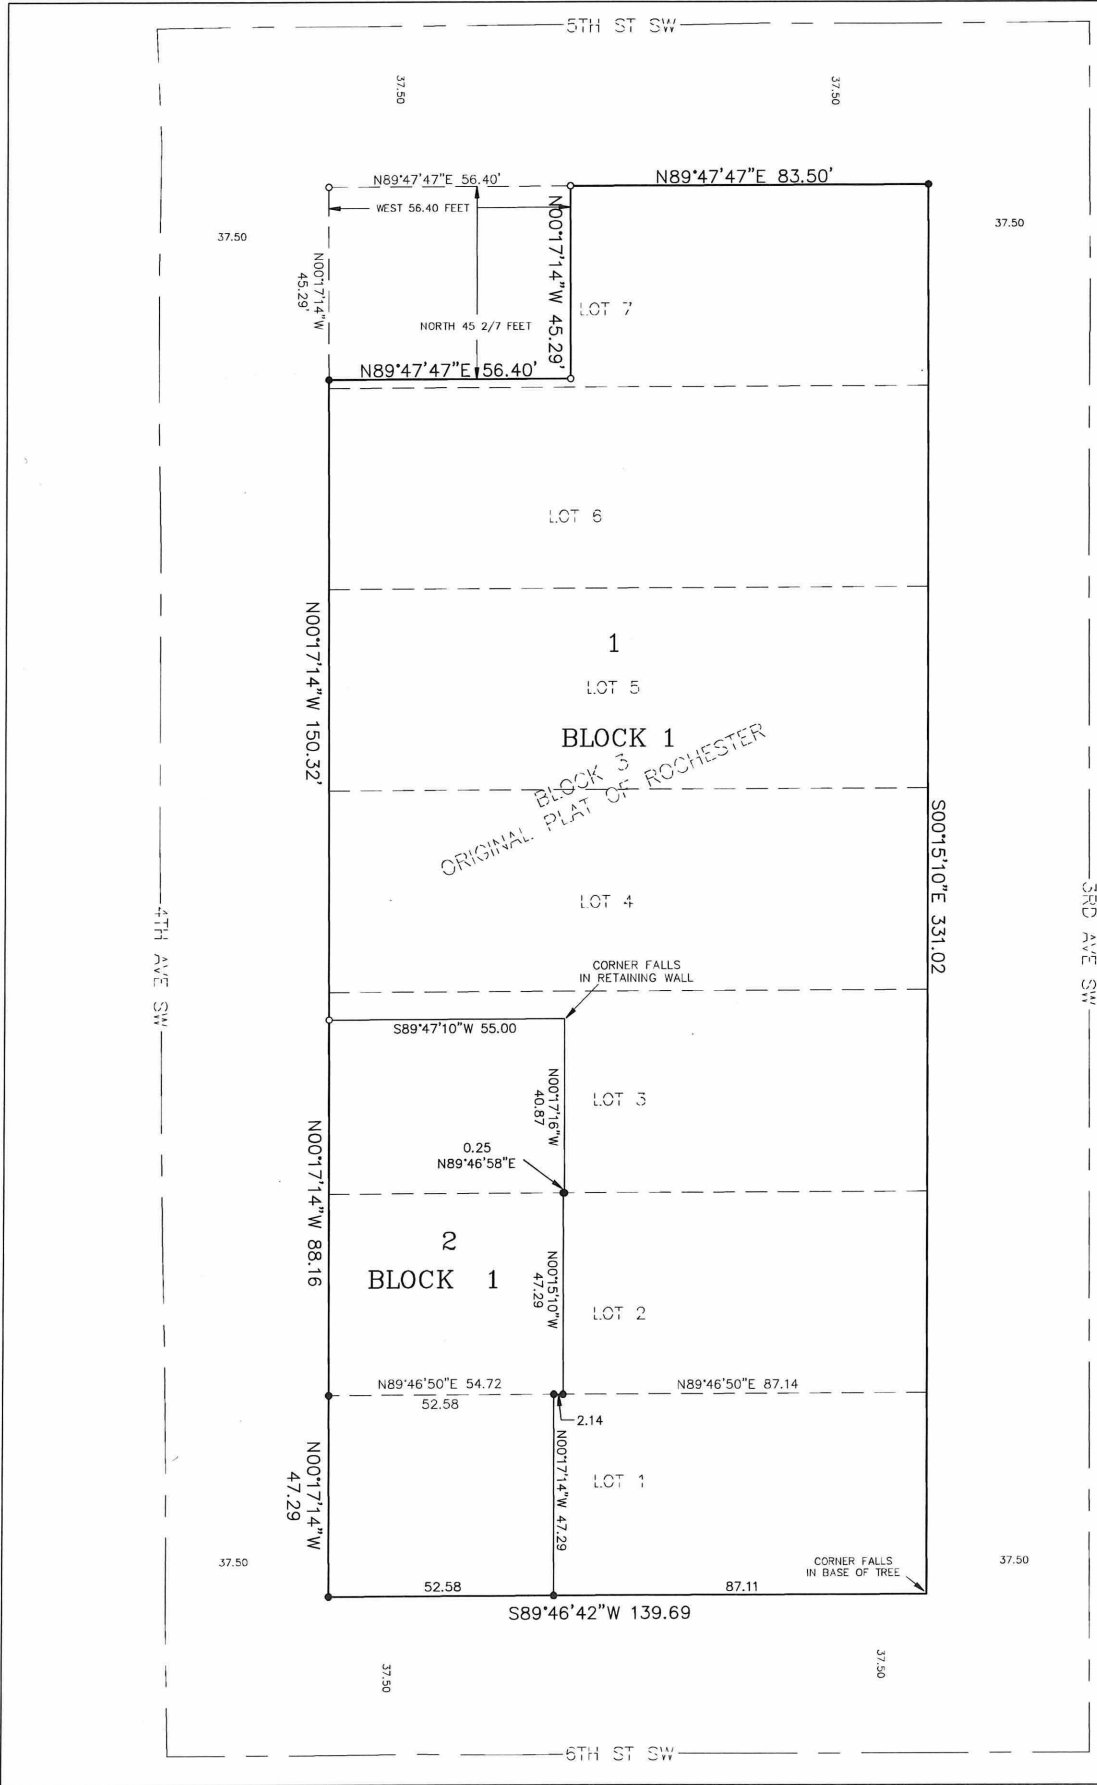 5TH ST SW
37.50
37.50
N89°47'47"E 56.40'
N89°47'47"E 83.50'
WEST 56.40 FEET
37.50
37.50
N00°17'14"W
45.29'
N00°17'14"W 45.29'
LOT 7
NORTH 45 2/7 FEET
N89°47'47"E 56.40'
LOT 6
N00°17'14"W 150.32'
1
LOT 5
BLOCK 1
BLOCK 3
ORIGINAL PLAT OF ROCHESTER
S00°15'10"E 331.02
LOT 4
4TH AVE SW
3RD AVE SW
CORNER FALLS
IN RETAINING WALL
S89°47'10"W 55.00
N00°17'16"W
40.87
LOT 3
0.25
N89°46'58"E
N00°17'14"W 88.16
2
BLOCK 1
N00°15'10"W
47.29
LOT 2
N89°46'50"E 54.72
N89°46'50"E 87.14
52.58
2.14
N00°17'14"W
47.29
N00°17'14"W 47.29
LOT 1
37.50
CORNER FALLS
IN BASE OF TREE
37.50
52.58
87.11
S89°46'42"W 139.69
37.50
37.50
6TH ST SW